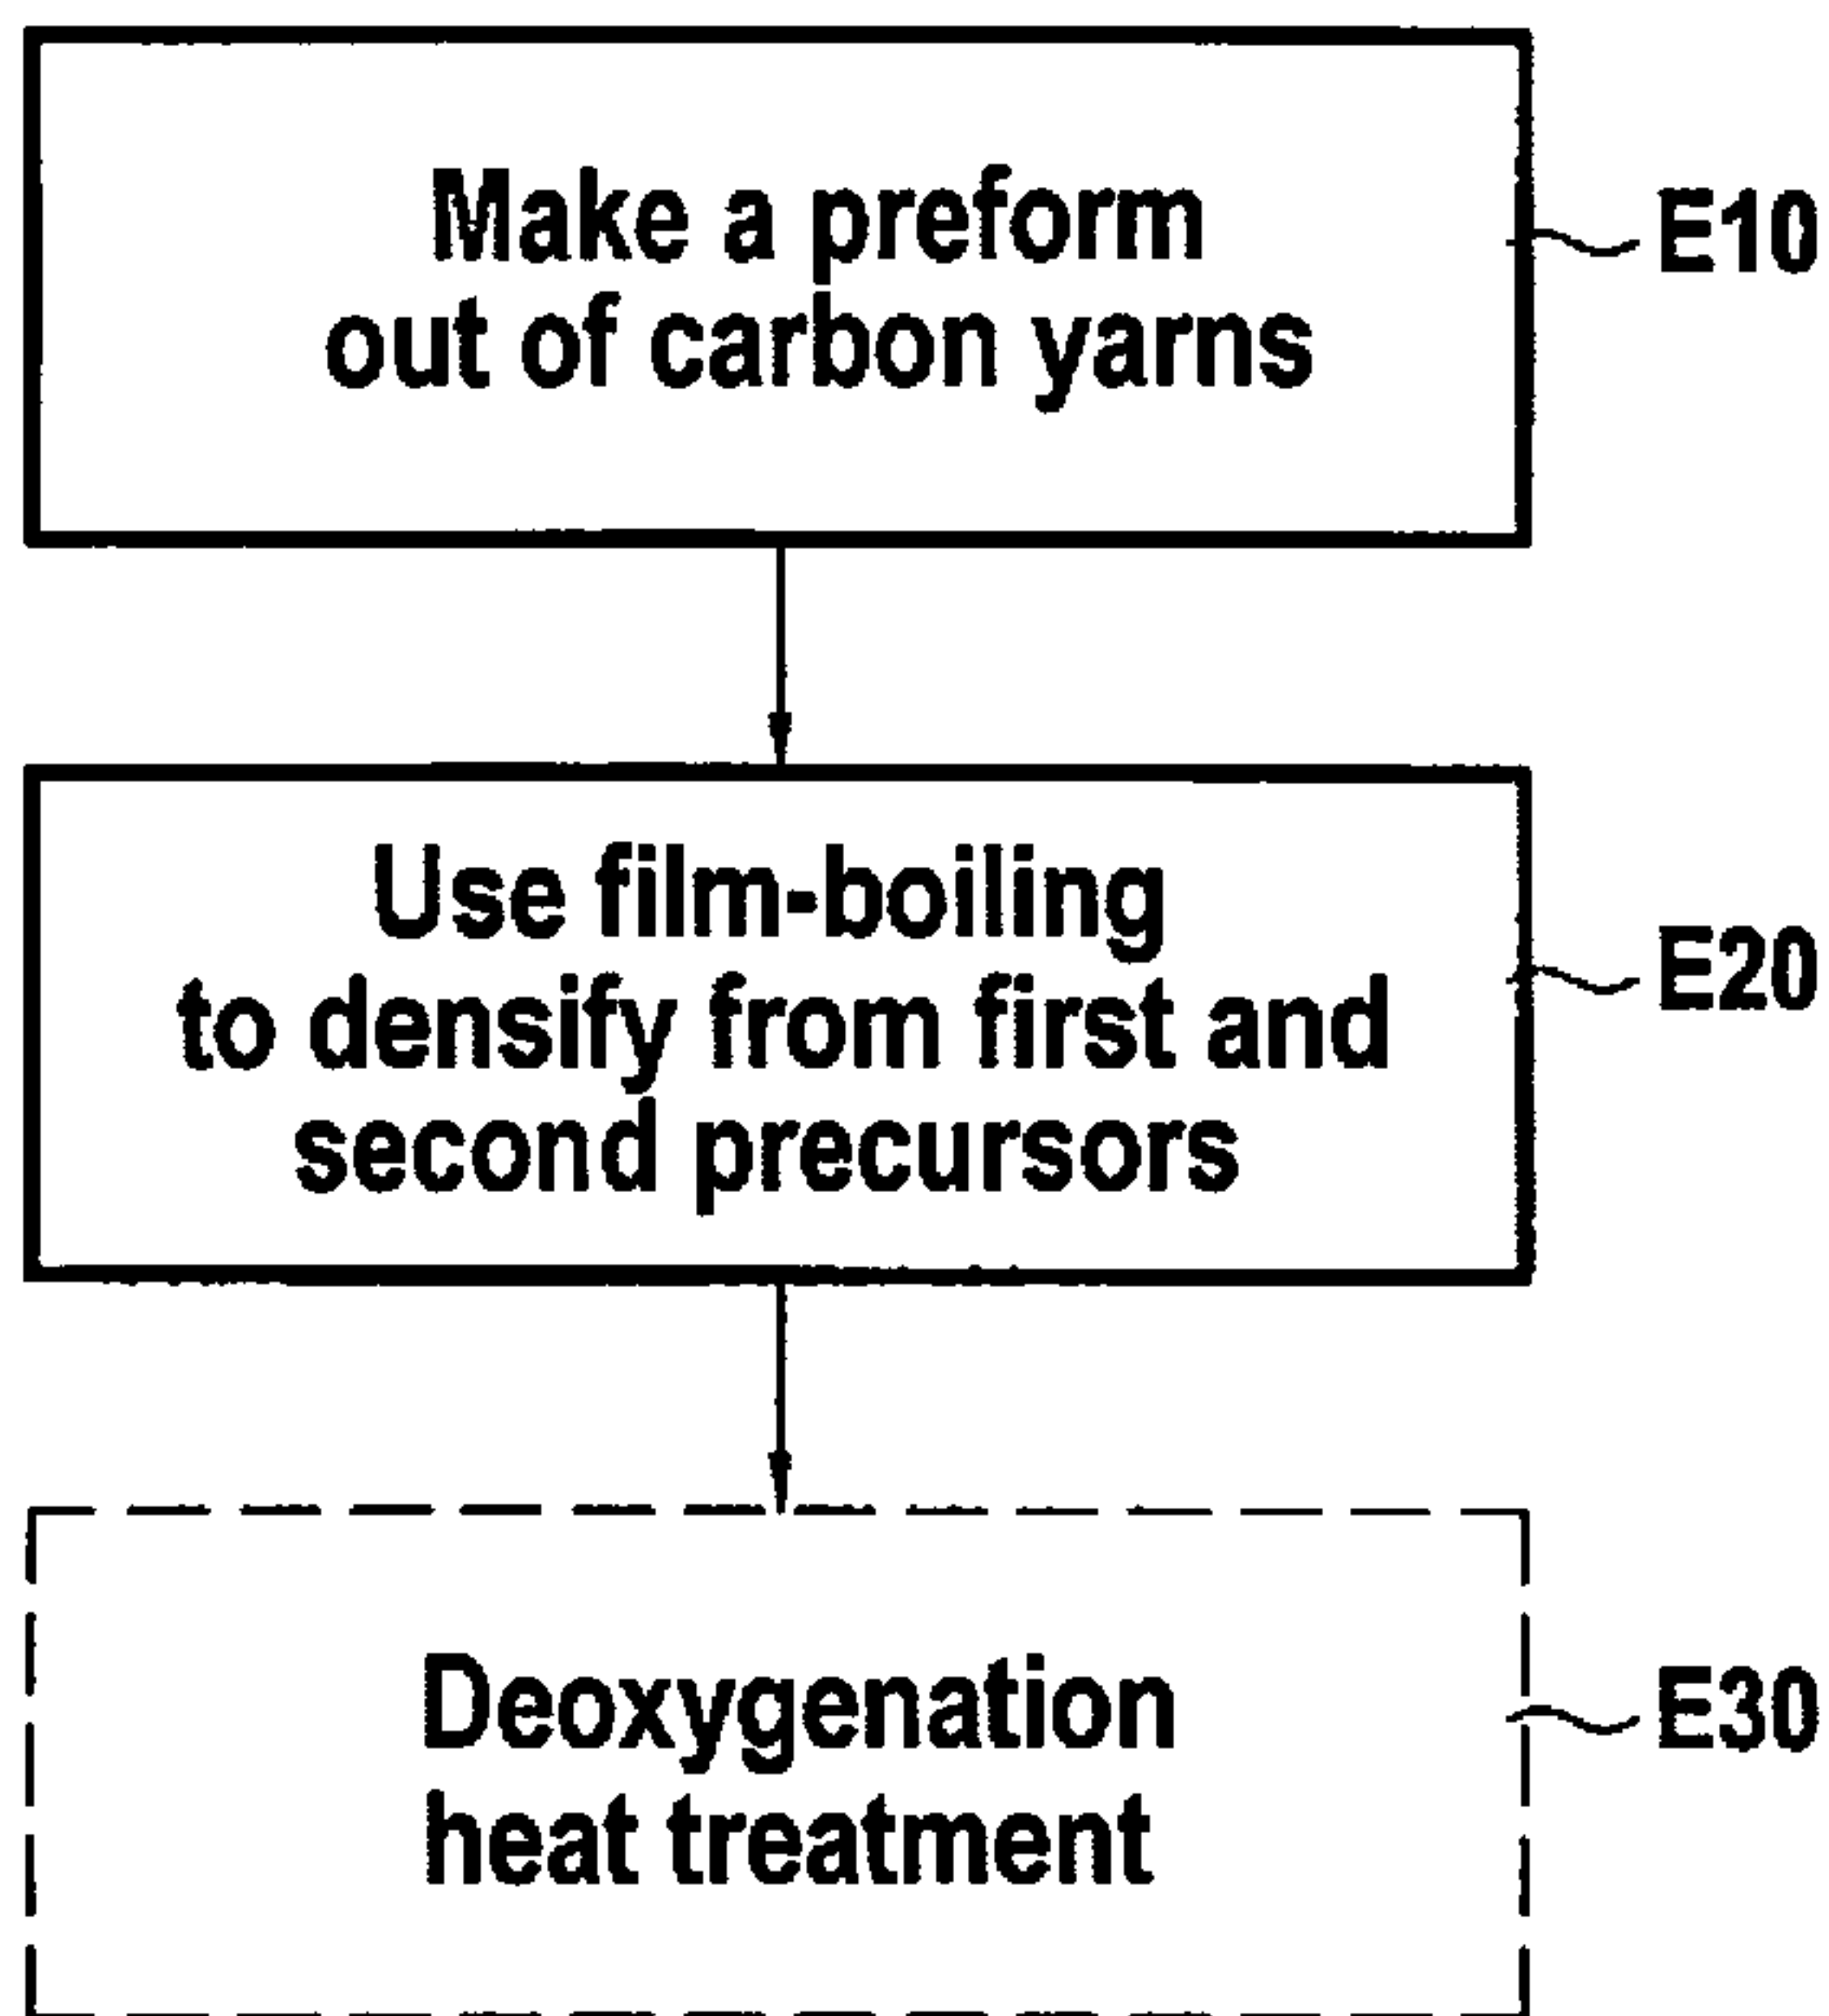 Make a preform
out of carbon yarns
E10
Use film-boiling
to densify from first and
second precursors
E20
Deoxygenation
heat treatment
E30